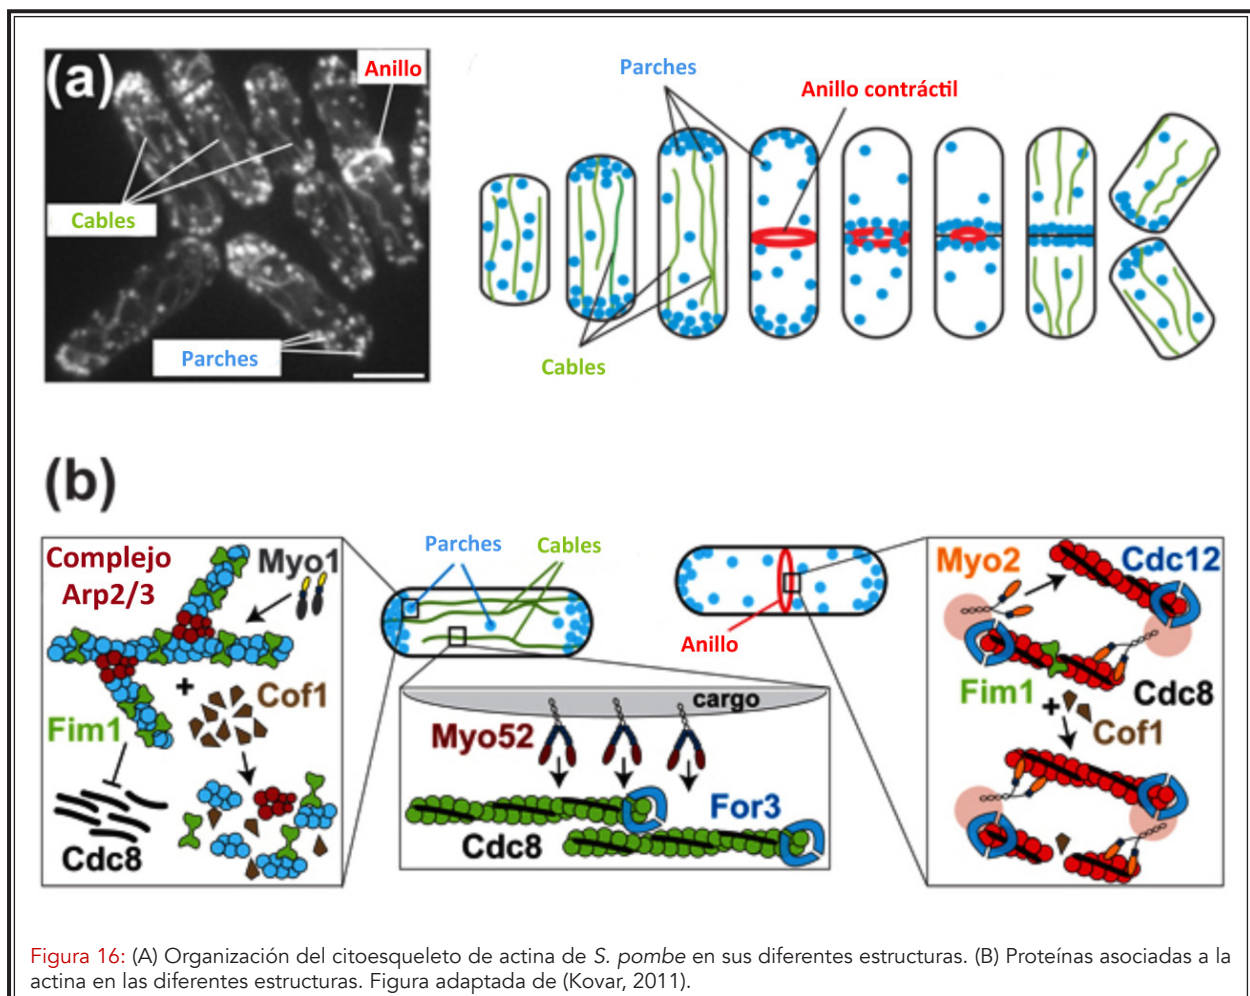 (a)
Anillo
Cables
Parches
Parches
Anillo contráctil
Cables
(b)
Complejo
Arp2/3
Myo1
Fim1
+
Cof1
Cdc8
Parches
Cables
cargo
Myo52
For3
Cdc8
Anillo
Myo2
Cdc12
Fim1
Cdc8
+
Cof1
Figura 16: (A) Organización del citoesqueleto de actina de S. pombe en sus diferentes estructuras. (B) Proteínas asociadas a la
actina en las diferentes estructuras. Figura adaptada de (Kovar, 2011).